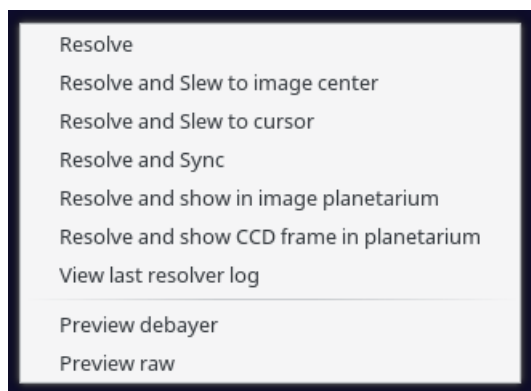 Resolve
Resolve and Slew to image center
Resolve and Slew to cursor
Resolve and Sync
Resolve and show in image planetarium
Resolve and show CCD frame in planetarium
View last resolver log
Preview debayer
Preview raw